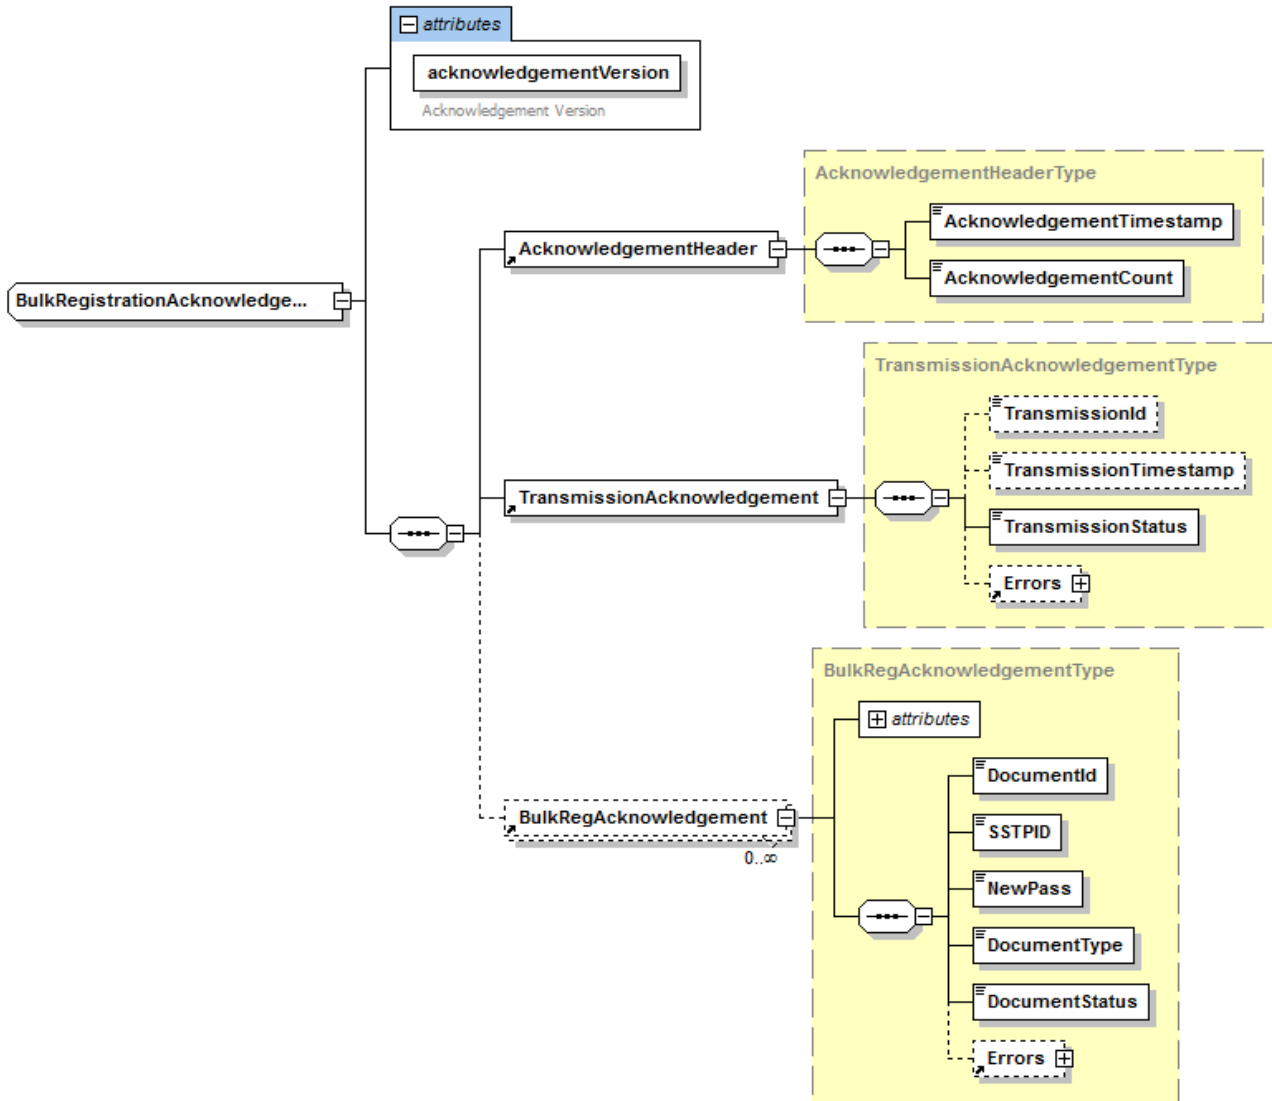 attributes
acknowledgementVersion
Acknowledgement Version
BulkRegistrationAcknowledge...
AcknowledgementHeaderType
AcknowledgementHeader
AcknowledgementTimestamp
AcknowledgementCount
TransmissionAcknowledgementType
TransmissionAcknowledgement
TransmissionId
TransmissionTimestamp
TransmissionStatus
Errors
BulkRegAcknowledgementType
attributes
BulkRegAcknowledgement
0..∞
DocumentId
SSTPID
NewPass
DocumentType
DocumentStatus
Errors